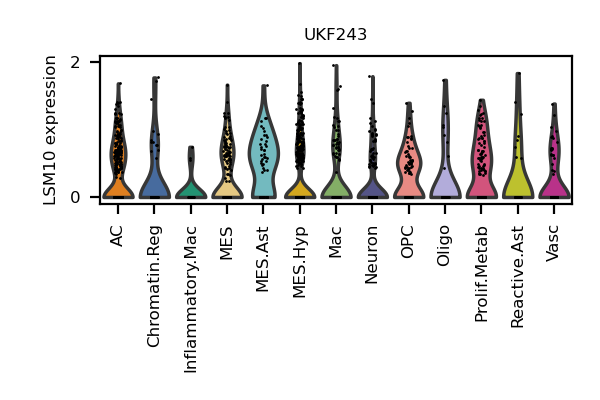 UKF243
LSM10 expression
2
0
AC
Chromatin.Reg
Inflammatory.Mac
MES
MES.Ast
MES.Hyp
Mac
Neuron
OPC
Oligo
Prolif.Metab
Reactive.Ast
Vasc